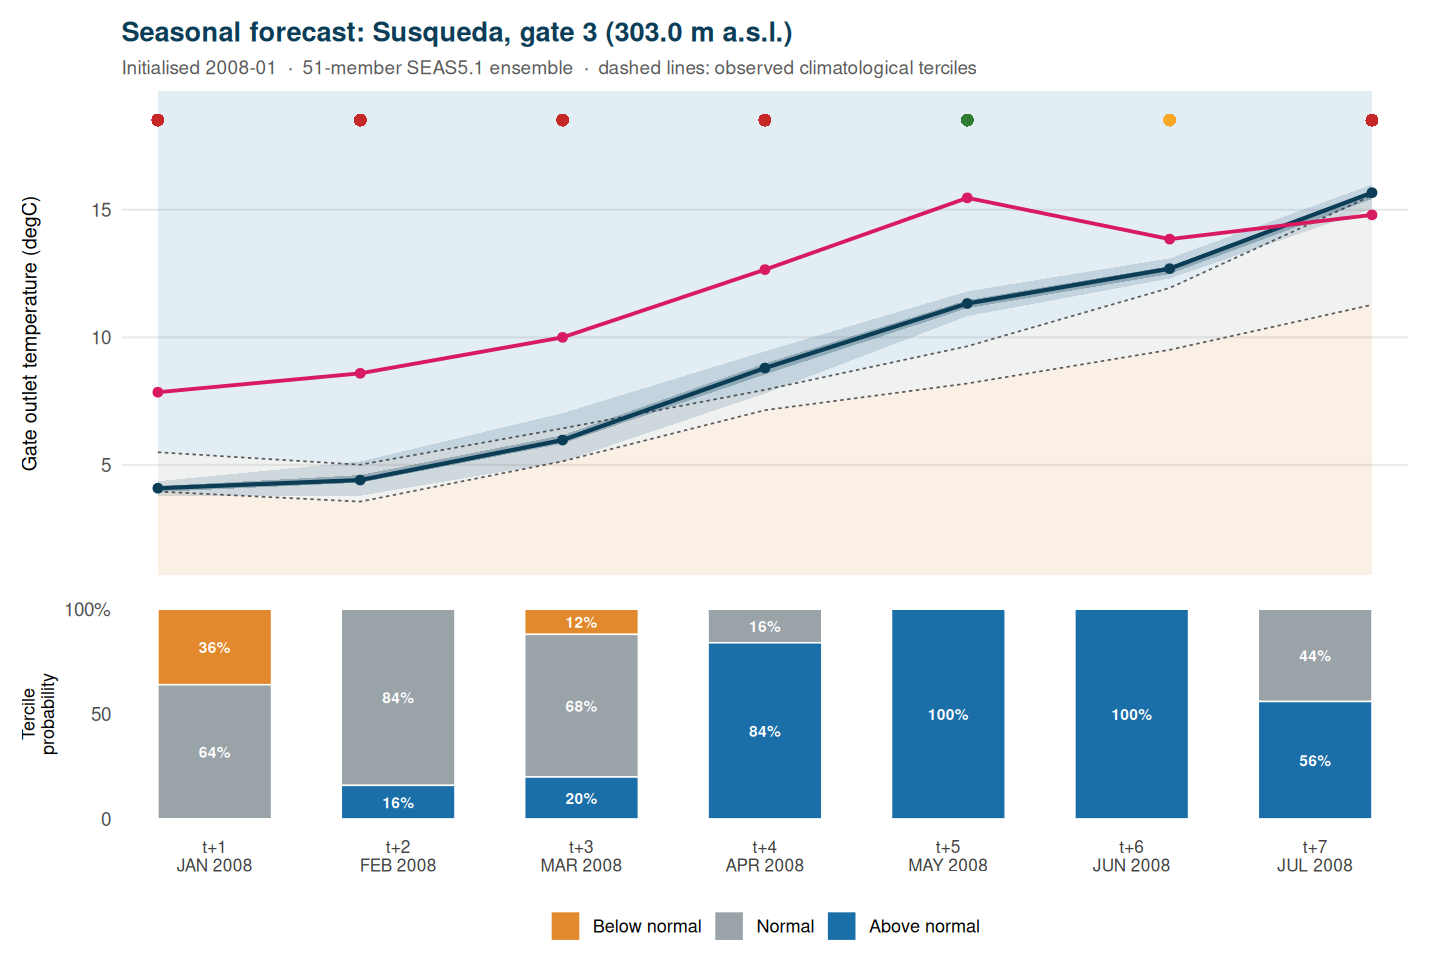 Seasonal forecast: Susqueda, gate 3 (303.0 m a.s.l.)
Initialised 2008-01 · 51-member SEAS5.1 ensemble · dashed lines: observed climatological terciles
Gate outlet temperature (degC)
15
10
5
Tercile
probability
100%
50
0
36%
64%
84%
16%
12%
68%
20%
16%
84%
100%
100%
44%
56%
t+1
JAN 2008
t+2
FEB 2008
t+3
MAR 2008
t+4
APR 2008
t+5
MAY 2008
t+6
JUN 2008
t+7
JUL 2008
Below normal
Normal
Above normal